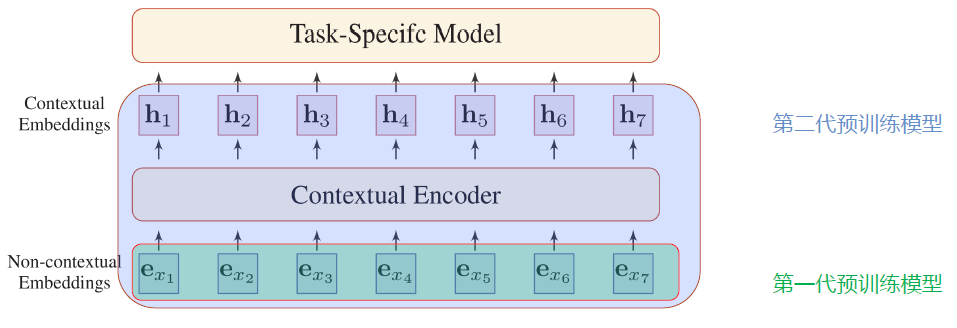 Task-Specifc Model
Contextual
Embeddings
h1 h2 h3 h4 h5 h6 h7
第二代预训练模型
Contextual Encoder
Non-contextual
Embeddings
ex1 ex2 ex3 ex4 ex5 ex6 ex7
第一代预训练模型